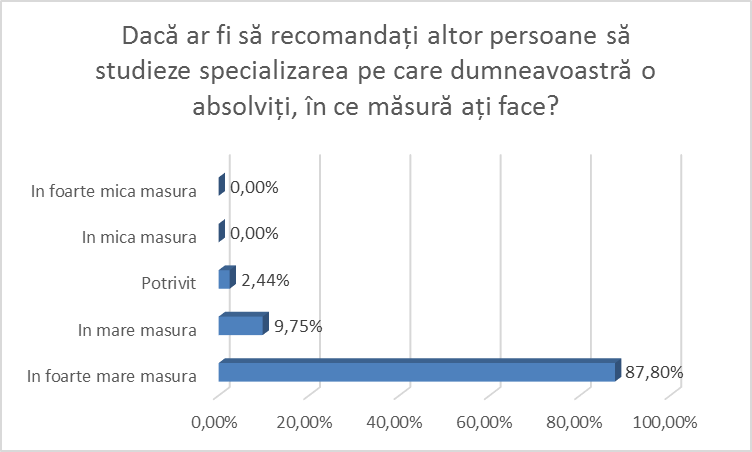 Dacă ar fi să recomandați altor persoane să
studieze specializarea pe care dumneavoastră o
absolviți, în ce măsură ați face?
In foarte mica masura
0,00%
In mica masura
0,00%
Potrivit
2,44%
In mare masura
9,75%
In foarte mare masura
87,80%
0,00%
20,00%
40,00%
60,00%
80,00%
100,00%